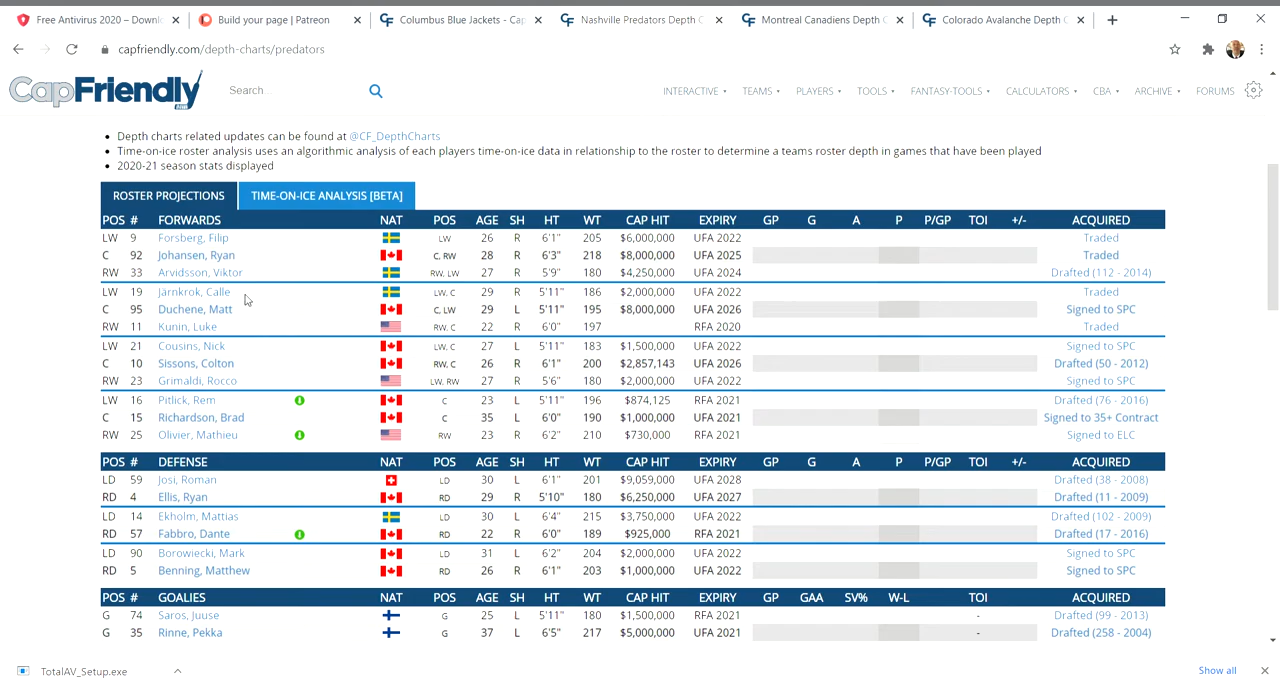 Free Antivirus 2020 – Downl
Build your page | Patreon
Columbus Blue Jackets - Cap
Nashville Predators Depth C
Montreal Canadiens Depth C
Colorado Avalanche Depth C
capfriendly.com/depth-charts/predators
CapFriendly
Search...
INTERACTIVE TEAMS PLAYERS TOOLS FANTASY-TOOLS CALCULATORS CBA ARCHIVE FORUMS
• Depth charts related updates can be found at @CF_DepthCharts
• Time-on-ice roster analysis uses an algorithmic analysis of each players time-on-ice data in relationship to the roster to determine a teams roster depth in games that have been played
• 2020-21 season stats displayed
ROSTER PROJECTIONS TIME-ON-ICE ANALYSIS [BETA]
POS # FORWARDS NAT POS AGE SH HT WT CAP HIT EXPIRY GP G A P P/GP TOI +/- ACQUIRED
LW 9 Forsberg, Filip LW 26 R 6'1" 205 $6,000,000 UFA 2022 Traded
C 92 Johansen, Ryan C, RW 28 R 6'3" 218 $8,000,000 UFA 2025 Traded
RW 33 Arvidsson, Viktor RW, LW 27 R 5'9" 180 $4,250,000 UFA 2024 Drafted (112 - 2014)
LW 19 Järnkrok, Calle LW, C 29 R 5'11" 186 $2,000,000 UFA 2022 Traded
C 95 Duchene, Matt C, LW 29 L 5'11" 195 $8,000,000 UFA 2026 Signed to SPC
RW 11 Kunin, Luke RW, C 22 R 6'0" 197 RFA 2020 Traded
LW 21 Cousins, Nick LW, C 27 L 5'11" 183 $1,500,000 UFA 2022 Signed to SPC
C 10 Sissons, Colton RW, C 26 R 6'1" 200 $2,857,143 UFA 2026 Drafted (50 - 2012)
RW 23 Grimaldi, Rocco LW, RW 27 R 5'6" 180 $2,000,000 UFA 2022 Signed to SPC
LW 16 Pitlick, Rem C 23 L 5'11" 196 $874,125 RFA 2021 Drafted (76 - 2016)
C 15 Richardson, Brad C 35 L 6'0" 190 $1,000,000 UFA 2021 Signed to 35+ Contract
RW 25 Olivier, Mathieu RW 23 R 6'2" 210 $730,000 RFA 2021 Signed to ELC
POS # DEFENSE NAT POS AGE SH HT WT CAP HIT EXPIRY GP G A P P/GP TOI +/- ACQUIRED
LD 59 Josi, Roman LD 30 L 6'1" 201 $9,059,000 UFA 2028 Drafted (38 - 2008)
RD 4 Ellis, Ryan RD 29 R 5'10" 180 $6,250,000 UFA 2027 Drafted (11 - 2009)
LD 14 Ekholm, Mattias LD 30 L 6'4" 215 $3,750,000 UFA 2022 Drafted (102 - 2009)
RD 57 Fabbro, Dante RD 22 R 6'0" 189 $925,000 RFA 2021 Drafted (17 - 2016)
LD 90 Borowiecki, Mark LD 31 L 6'2" 204 $2,000,000 UFA 2022 Signed to SPC
RD 5 Benning, Matthew RD 26 R 6'1" 203 $1,000,000 UFA 2022 Signed to SPC
POS # GOALIES NAT POS AGE SH HT WT CAP HIT EXPIRY GP GAA SV% W-L TOI ACQUIRED
G 74 Saros, Juuse G 25 L 5'11" 180 $1,500,000 RFA 2021 - Drafted (99 - 2013)
G 35 Rinne, Pekka G 37 L 6'5" 217 $5,000,000 UFA 2021 - Drafted (258 - 2004)
TotalAV_Setup.exe
Show all